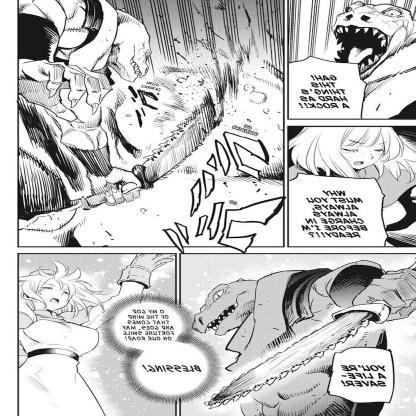 GAH!
THIS
THING'S
HARD AS
A ROCK!!
WHY
MUST YOU
ALWAYS,
ALWAYS
CHARGE IN
BEFORE I'M
READY!?!
O MY GOD
OF THE WIND
THAT COMES
AND GOES, MAY
FORTUNE SMILE
ON OUR ROAD!
BLESSING!
YOU'RE
A LIFE-
SAVER!